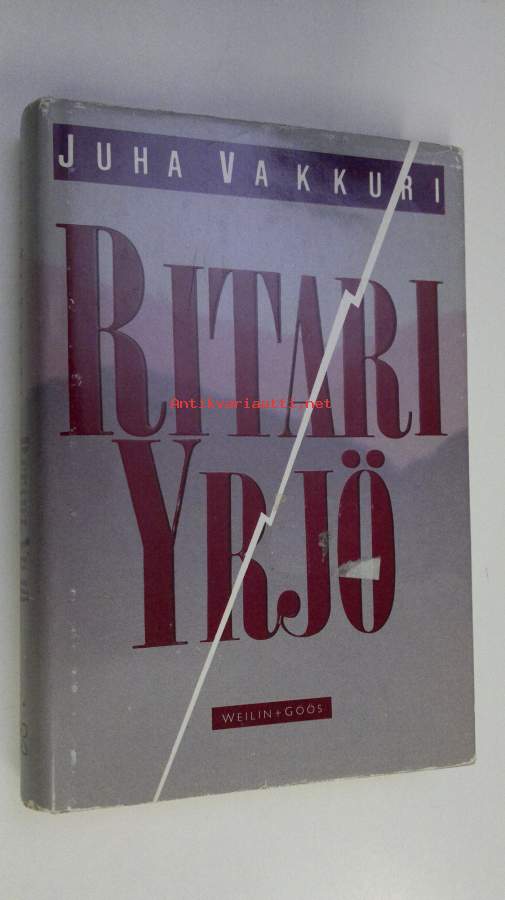 JUHA VAKKURI
RITARI
Antikvariaatti.net
YRJÖ
WEILIN+GÖÖS